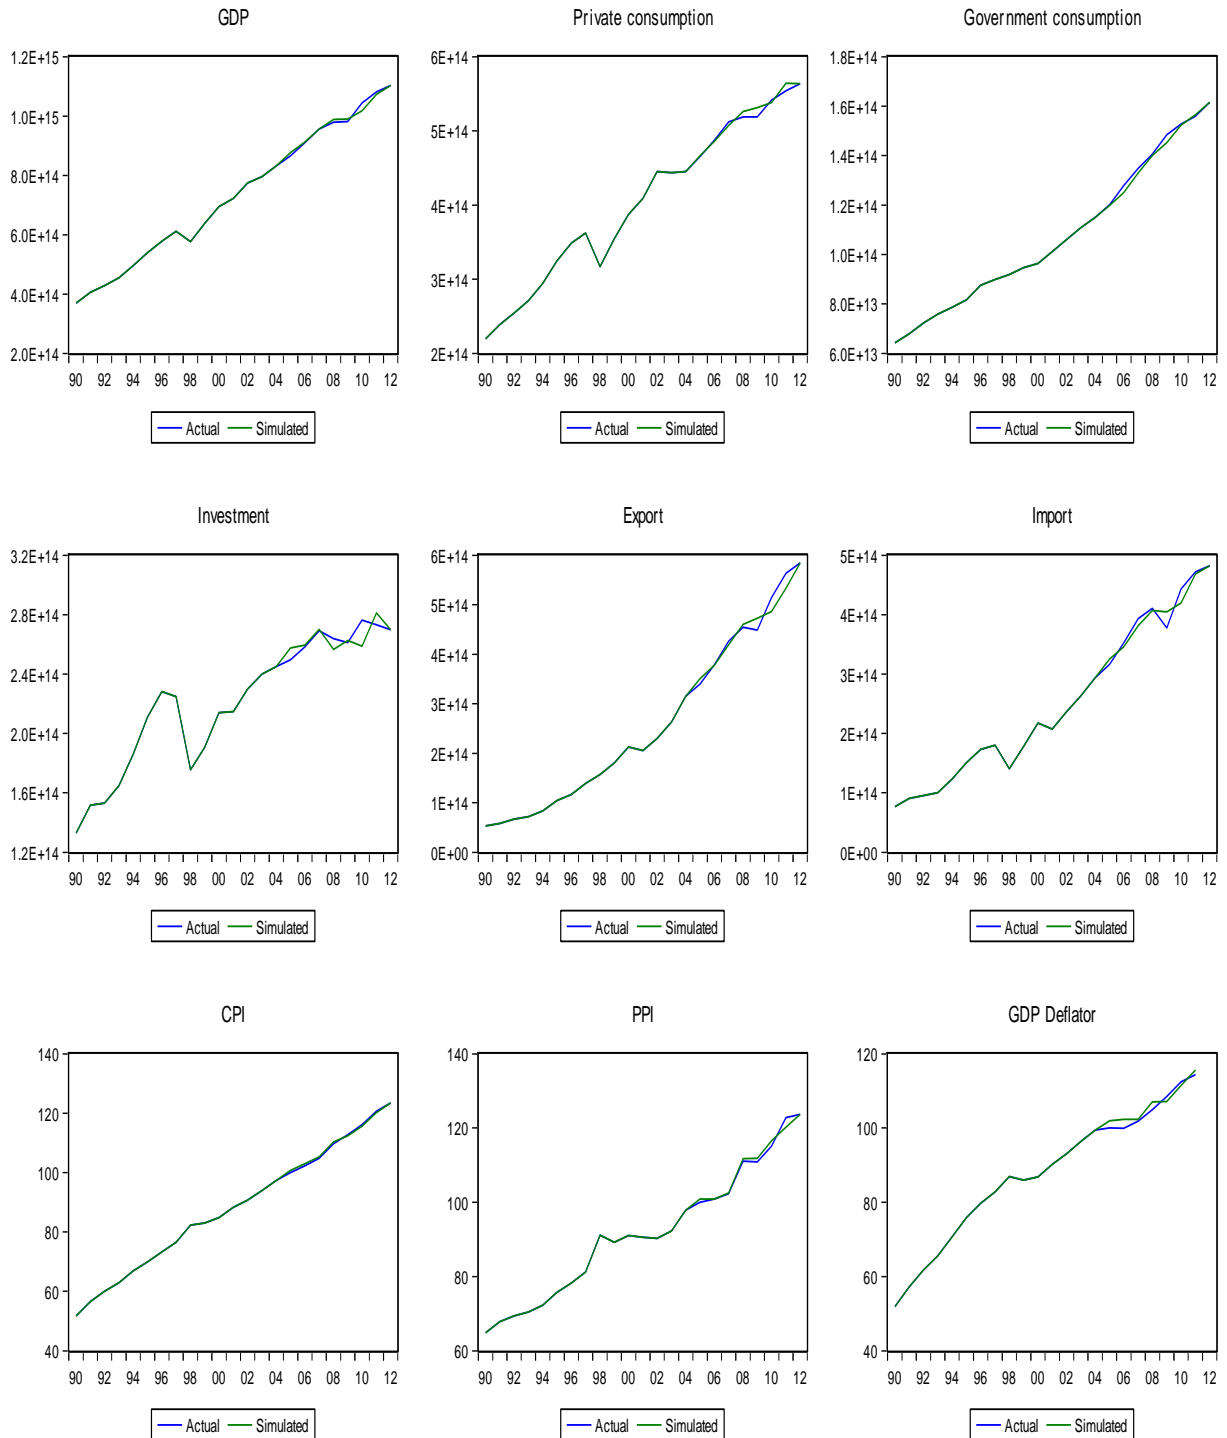 GDP
Private consumption
Government consumption
1.2E+15
1.0E+15
8.0E+14
6.0E+14
4.0E+14
2.0E+14
90 92 94 96 98 00 02 04 06 08 10 12
Actual Simulated
6E+14
5E+14
4E+14
3E+14
2E+14
90 92 94 96 98 00 02 04 06 08 10 12
Actual Simulated
1.8E+14
1.6E+14
1.4E+14
1.2E+14
1.0E+14
8.0E+13
6.0E+13
90 92 94 96 98 00 02 04 06 08 10 12
Actual Simulated
Investment
Export
Import
3.2E+14
2.8E+14
2.4E+14
2.0E+14
1.6E+14
1.2E+14
90 92 94 96 98 00 02 04 06 08 10 12
Actual Simulated
6E+14
5E+14
4E+14
3E+14
2E+14
1E+14
0E+00
90 92 94 96 98 00 02 04 06 08 10 12
Actual Simulated
5E+14
4E+14
3E+14
2E+14
1E+14
0E+00
90 92 94 96 98 00 02 04 06 08 10 12
Actual Simulated
CPI
PPI
GDP Deflator
140
120
100
80
60
40
90 92 94 96 98 00 02 04 06 08 10 12
Actual Simulated
140
120
100
80
60
90 92 94 96 98 00 02 04 06 08 10 12
Actual Simulated
120
100
80
60
40
90 92 94 96 98 00 02 04 06 08 10 12
Actual Simulated